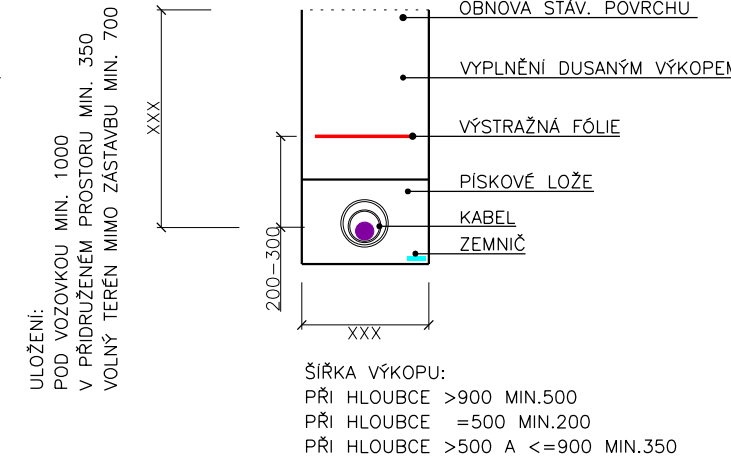 OBNOVA STÁV. POVRCHU
VYPLNĚNÍ DUSANÝM VÝKOPEM
VÝSTRAŽNÁ FÓLIE
PÍSKOVÉ LOŽE
KABEL
ZEMNIČ
XXX
200-300
XXX
ULOŽENÍ:
POD VOZOVKOU MIN. 1000
V PŘIDRUŽENÉM PROSTORU MIN. 350
VOLNÝ TERÉN MIMO ZÁSTAVBU MIN. 700
ŠÍŘKA VÝKOPU:
PŘI HLOUBCE >900 MIN.500
PŘI HLOUBCE =500 MIN.200
PŘI HLOUBCE >500 A <=900 MIN.350